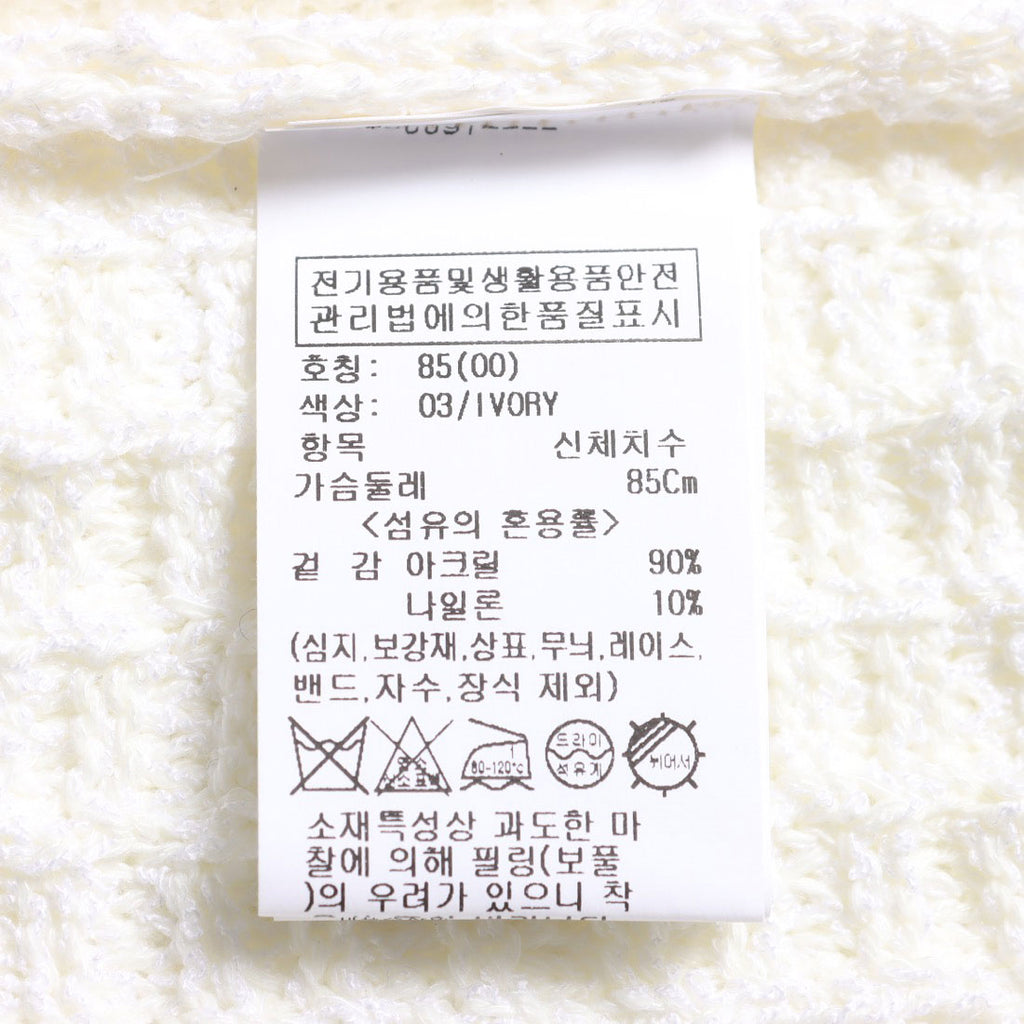 전기용품및생활용품안전
관리법에의한품질표시
호칭: 85(00)
색상: 03/IVORY
항목 신체치수
가슴둘레 85Cm
<섬유의 혼용률>
겉 감 아크릴 90%
나일론 10%
(심지,보강재,상표,무늬,레이스,
밴드,자수,장식 제외)
80-120℃ 드라이
석유계 뉘어서
소재특성상 과도한 마
찰에 의해 필링(보풀
)의 우려가 있으니 착